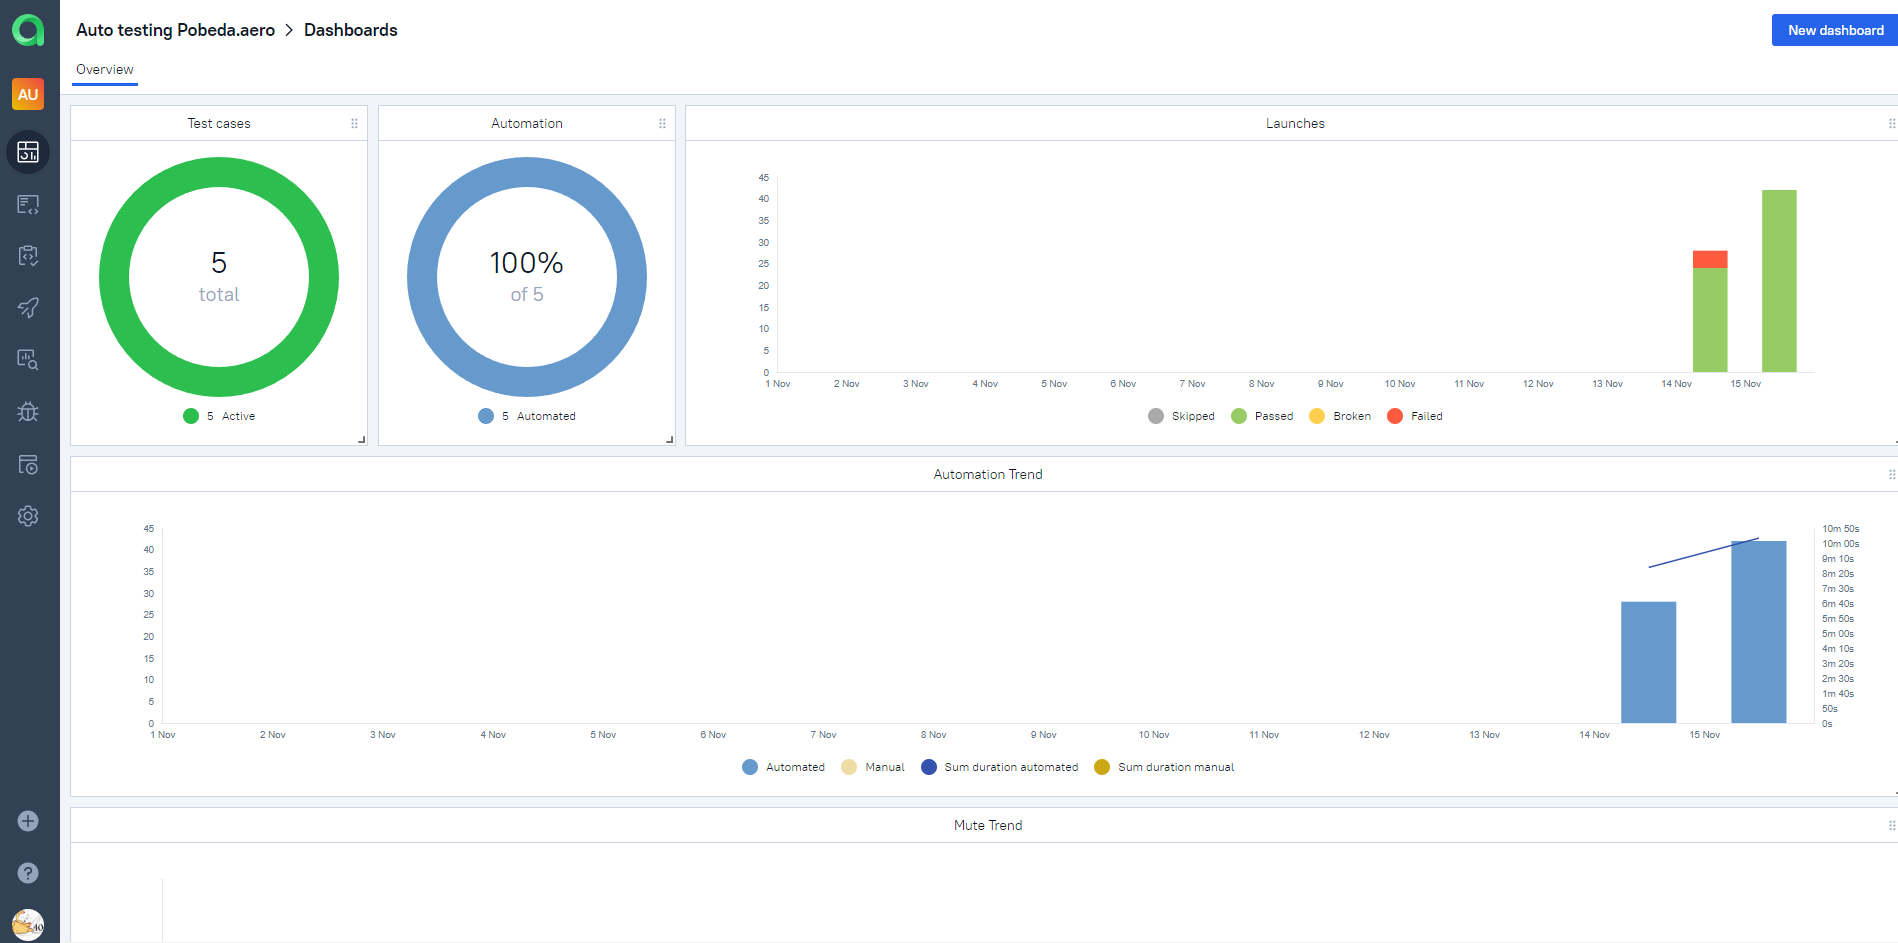 Auto testing Pobeda.aero > Dashboards
New dashboard
AU
Overview
Test cases
5
total
5 Active
Automation
100%
of 5
5 Automated
Launches
45
40
35
30
25
20
15
10
5
0
1 Nov 2 Nov 3 Nov 4 Nov 5 Nov 6 Nov 7 Nov 8 Nov 9 Nov 10 Nov 11 Nov 12 Nov 13 Nov 14 Nov 15 Nov
Skipped Passed Broken Failed
Automation Trend
45
40
35
30
25
20
15
10
5
0
10m 50s
10m 00s
9m 10s
8m 20s
7m 30s
6m 40s
5m 50s
5m 00s
4m 10s
3m 20s
2m 30s
1m 40s
50s
0s
1 Nov 2 Nov 3 Nov 4 Nov 5 Nov 6 Nov 7 Nov 8 Nov 9 Nov 10 Nov 11 Nov 12 Nov 13 Nov 14 Nov 15 Nov
Automated Manual Sum duration automated Sum duration manual
Mute Trend
40